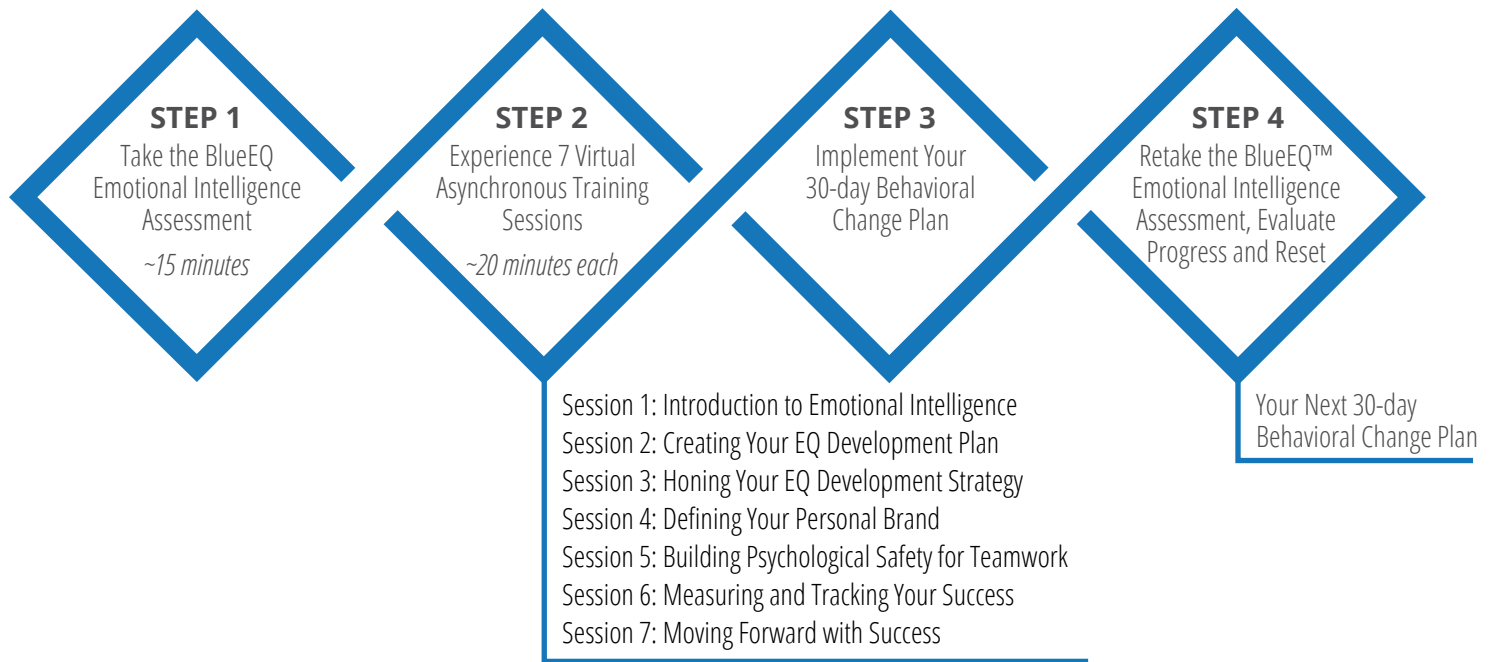 STEP 1
Take the BlueEQ
Emotional Intelligence
Assessment
~15 minutes
STEP 2
Experience 7 Virtual
Asynchronous Training
Sessions
~20 minutes each
STEP 3
Implement Your
30-day Behavioral
Change Plan
STEP 4
Retake the BlueEQ™
Emotional Intelligence
Assessment, Evaluate
Progress and Reset
Session 1: Introduction to Emotional Intelligence
Session 2: Creating Your EQ Development Plan
Session 3: Honing Your EQ Development Strategy
Session 4: Defining Your Personal Brand
Session 5: Building Psychological Safety for Teamwork
Session 6: Measuring and Tracking Your Success
Session 7: Moving Forward with Success
Your Next 30-day
Behavioral Change Plan